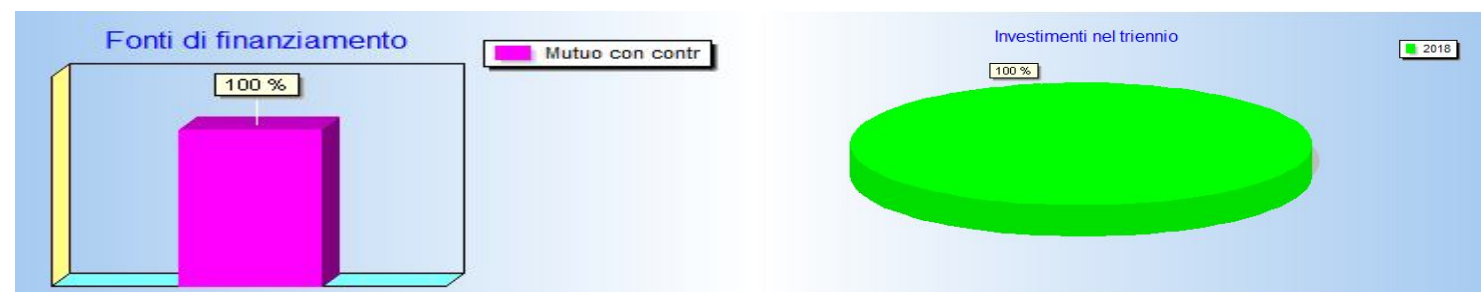 Fonti di finanziamento
Mutuo con contr
100 %
Investimenti nel triennio
2018
100 %